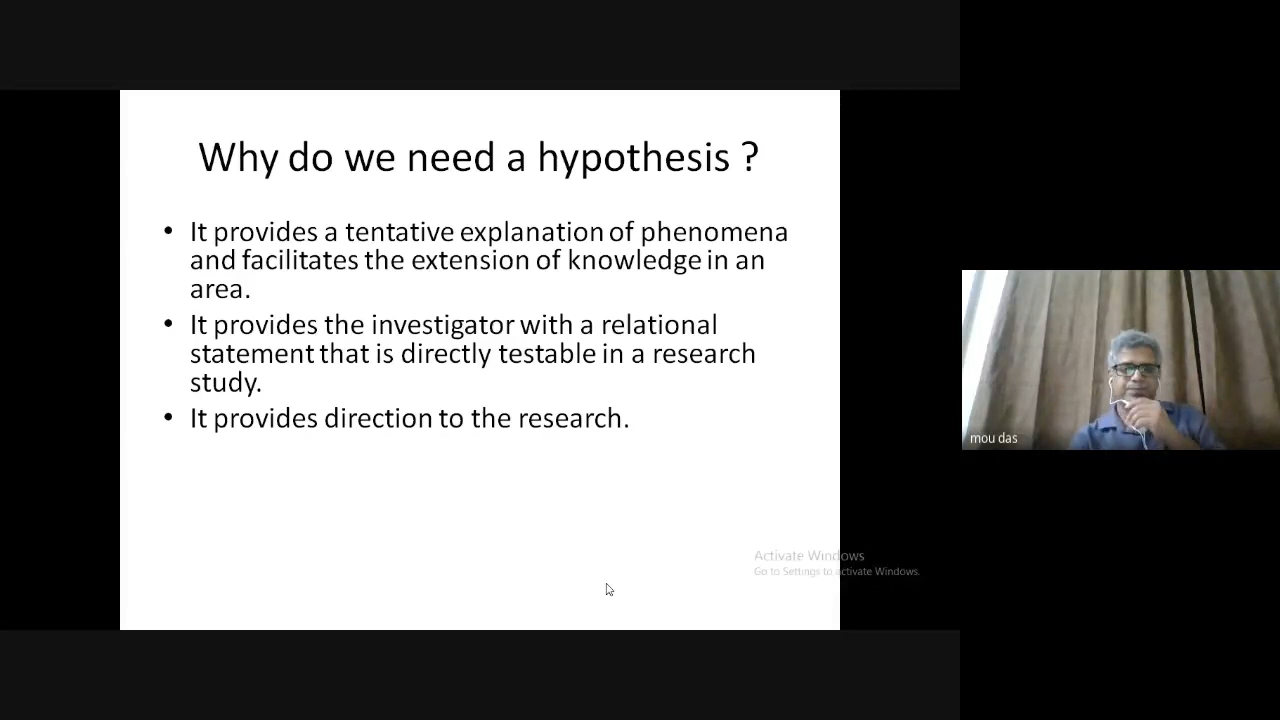 Why do we need a hypothesis ?
• It provides a tentative explanation of phenomena
and facilitates the extension of knowledge in an
area.
• It provides the investigator with a relational
statement that is directly testable in a research
study.
• It provides direction to the research.
mou das
Activate Windows
Go to Settings to activate Windows.